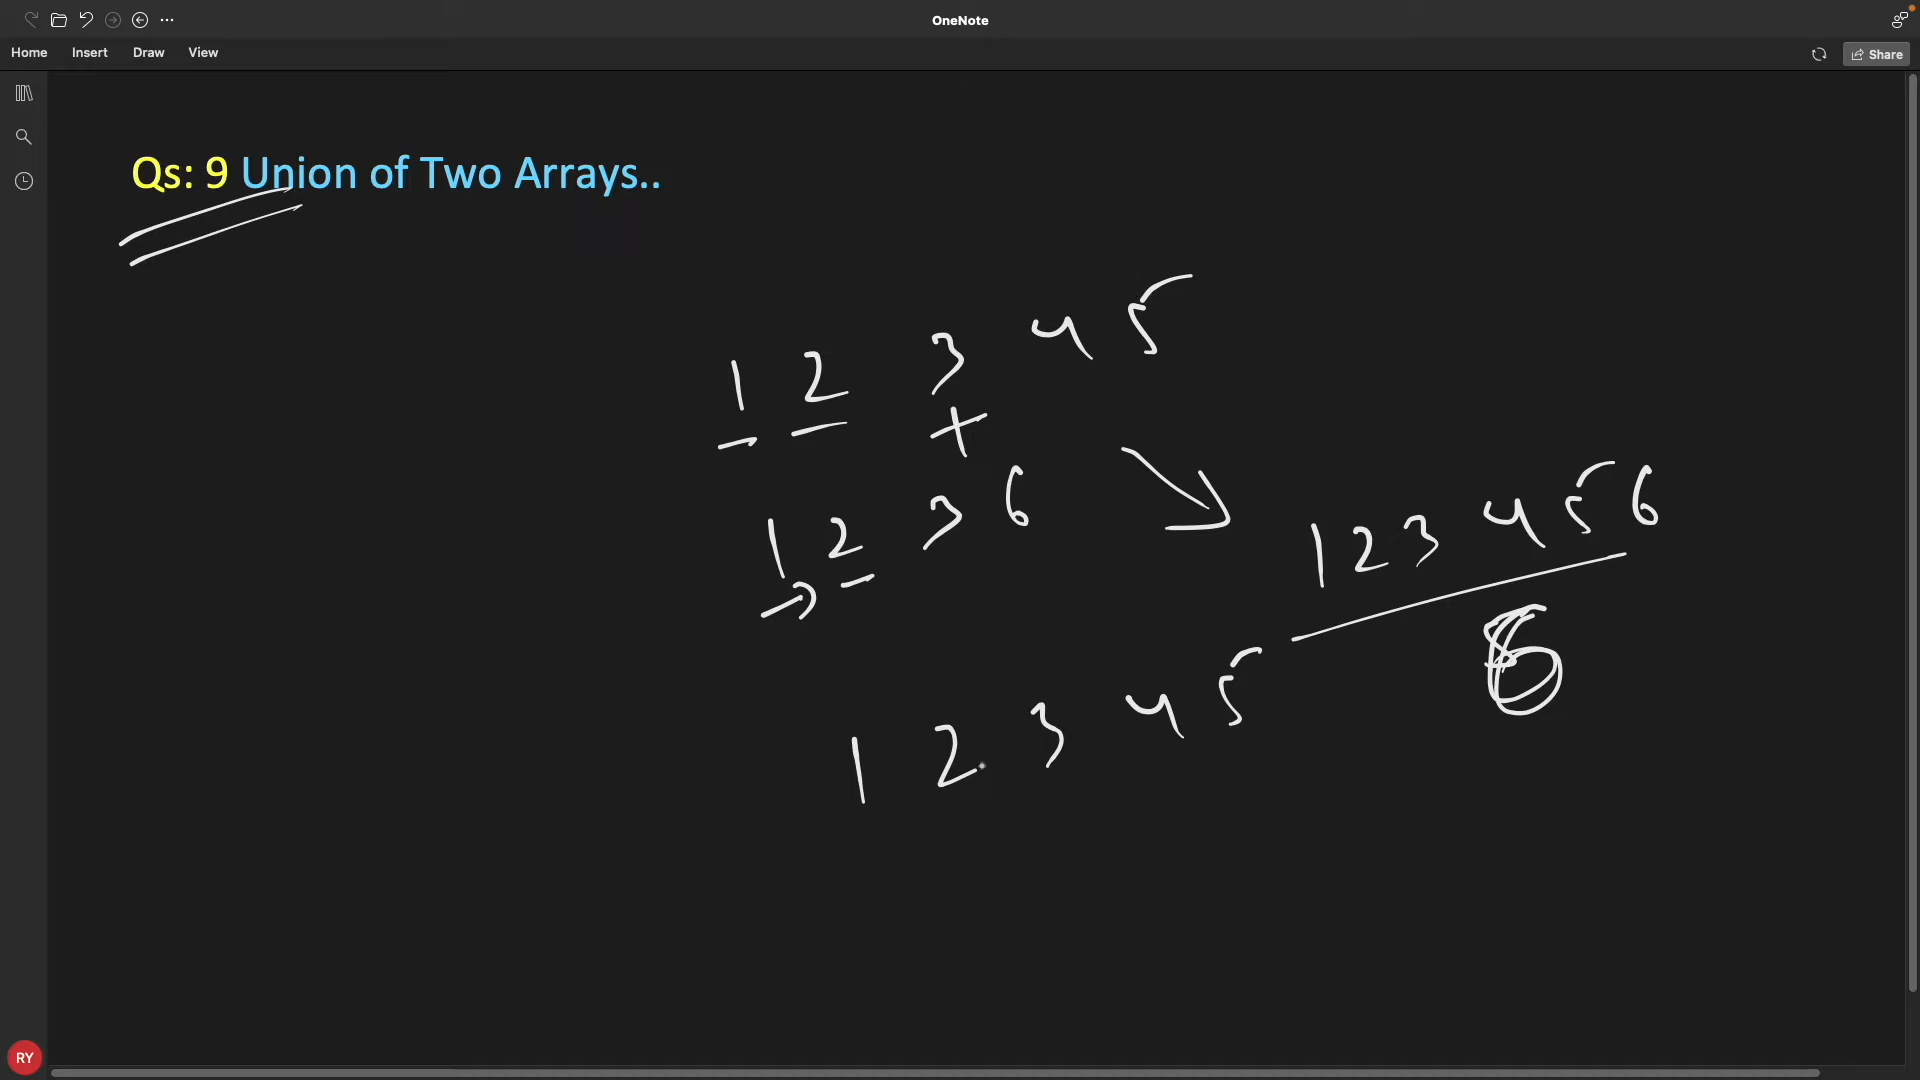 OneNote
Home Insert Draw View Share
Qs: 9 Union of Two Arrays..
1 2 3 4 5
+
1 2 3 6
1 2 3 4 5 6
6
1 2 3 4 5
RY